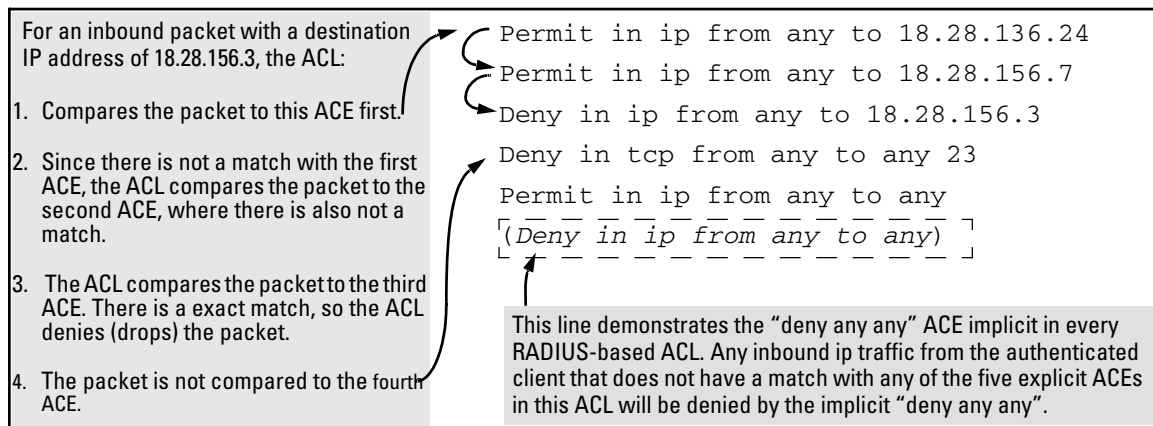 For an inbound packet with a destination
IP address of 18.28.156.3, the ACL:
1. Compares the packet to this ACE first.
2. Since there is not a match with the first
ACE, the ACL compares the packet to the
second ACE, where there is also not a
match.
3. The ACL compares the packet to the third
ACE. There is a exact match, so the ACL
denies (drops) the packet.
4. The packet is not compared to the fourth
ACE.
Permit in ip from any to 18.28.136.24
Permit in ip from any to 18.28.156.7
Deny in ip from any to 18.28.156.3
Deny in tcp from any to any 23
Permit in ip from any to any
(Deny in ip from any to any)
This line demonstrates the “deny any any” ACE implicit in every
RADIUS-based ACL. Any inbound ip traffic from the authenticated
client that does not have a match with any of the five explicit ACEs
in this ACL will be denied by the implicit “deny any any”.